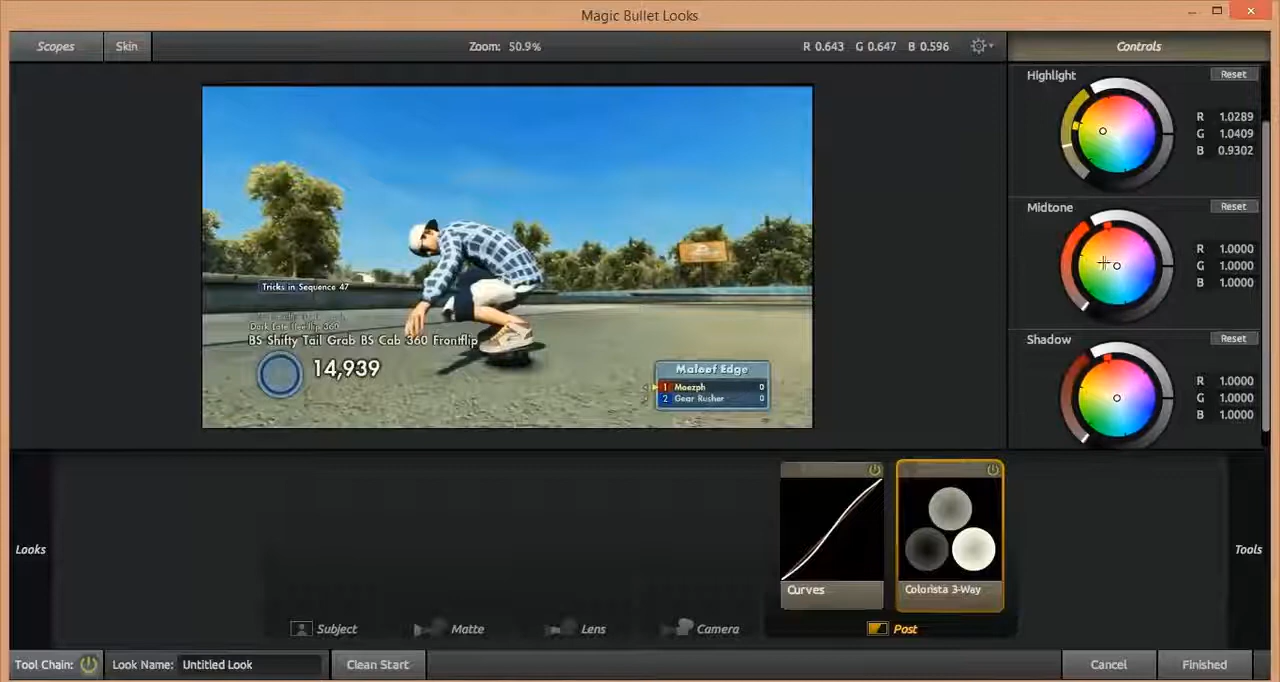 Magic Bullet Looks
Scopes
Skin
Zoom: 50.9%
R 0.643 G 0.647 B 0.596
Controls
Highlight
Reset
R 1.0289
G 1.0409
B 0.9302
Midtone
Reset
R 1.0000
G 1.0000
B 1.0000
Shadow
Reset
R 1.0000
G 1.0000
B 1.0000
Tricks in Sequence 47
BS Shifty Tail Grab BS Cab 360 Frontflip
14,939
Maloof Edge
1 Maezph 0
2 Gear Rusher 0
Looks
Curves
Colorista 3-Way
Tools
Subject
Matte
Lens
Camera
Post
Tool Chain:
Look Name: Untitled Look
Clean Start
Cancel
Finished